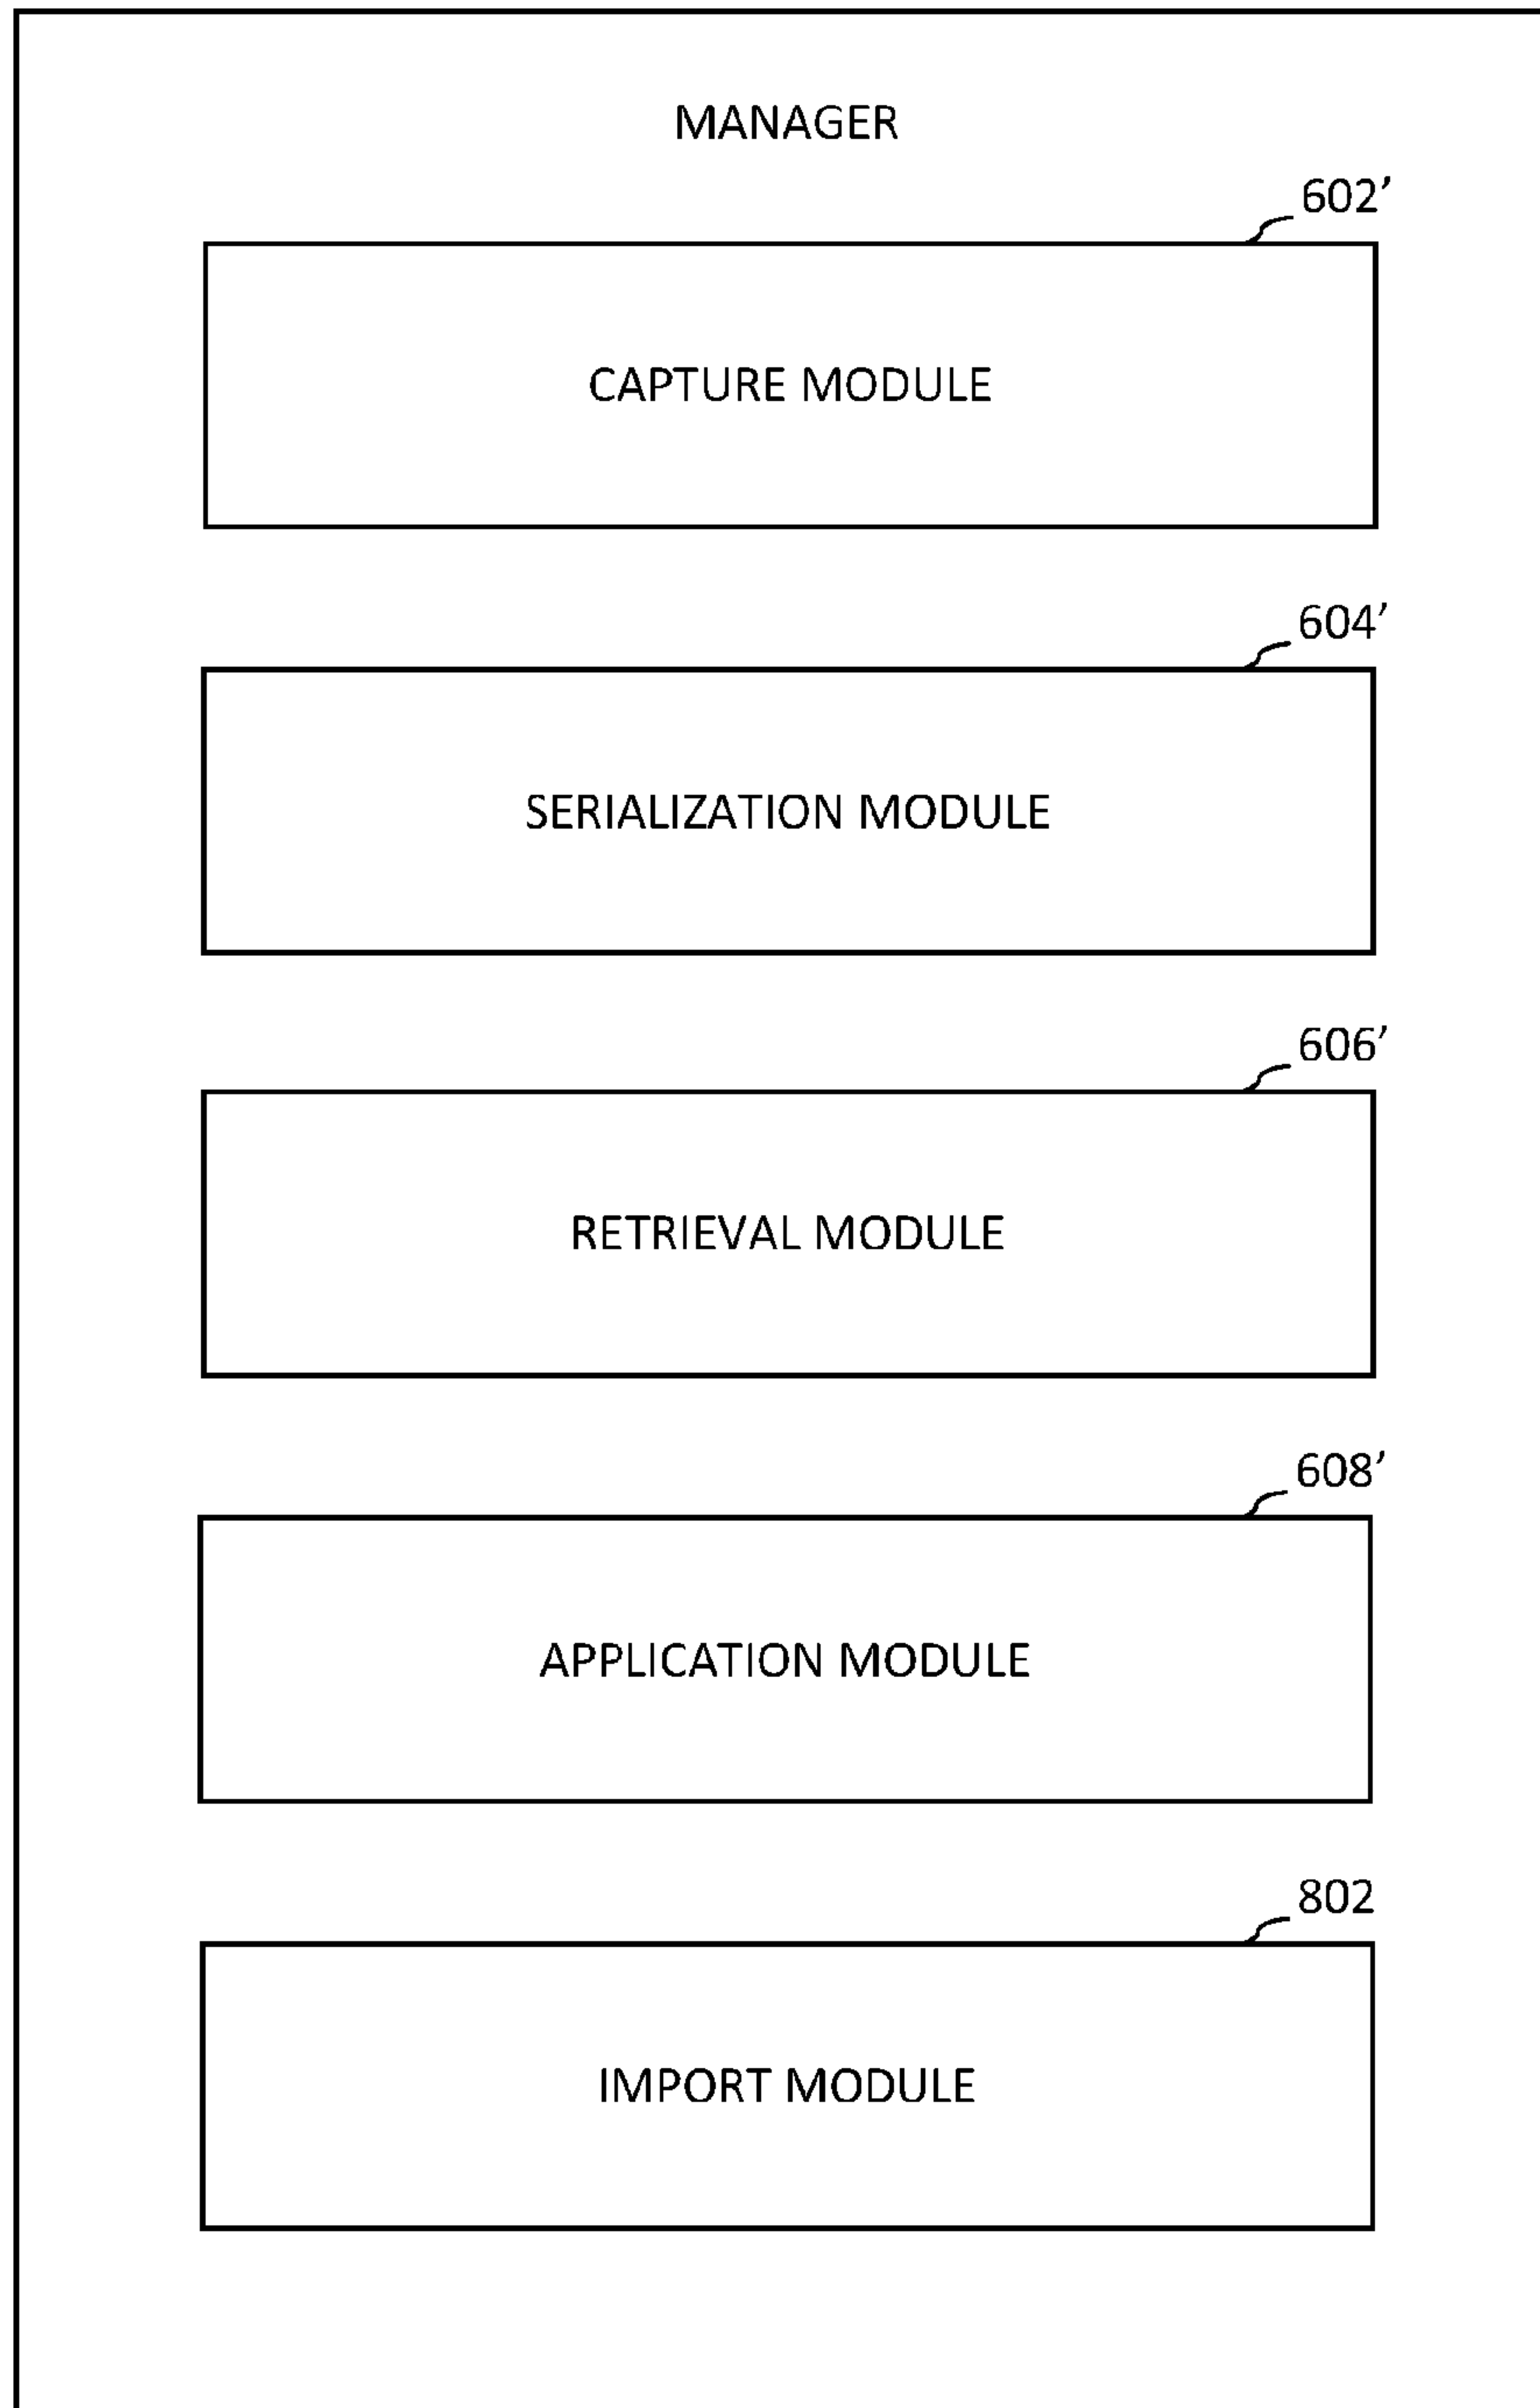 MANAGER
602’
CAPTURE MODULE
604’
SERIALIZATION MODULE
606’
RETRIEVAL MODULE
608’
APPLICATION MODULE
802
IMPORT MODULE